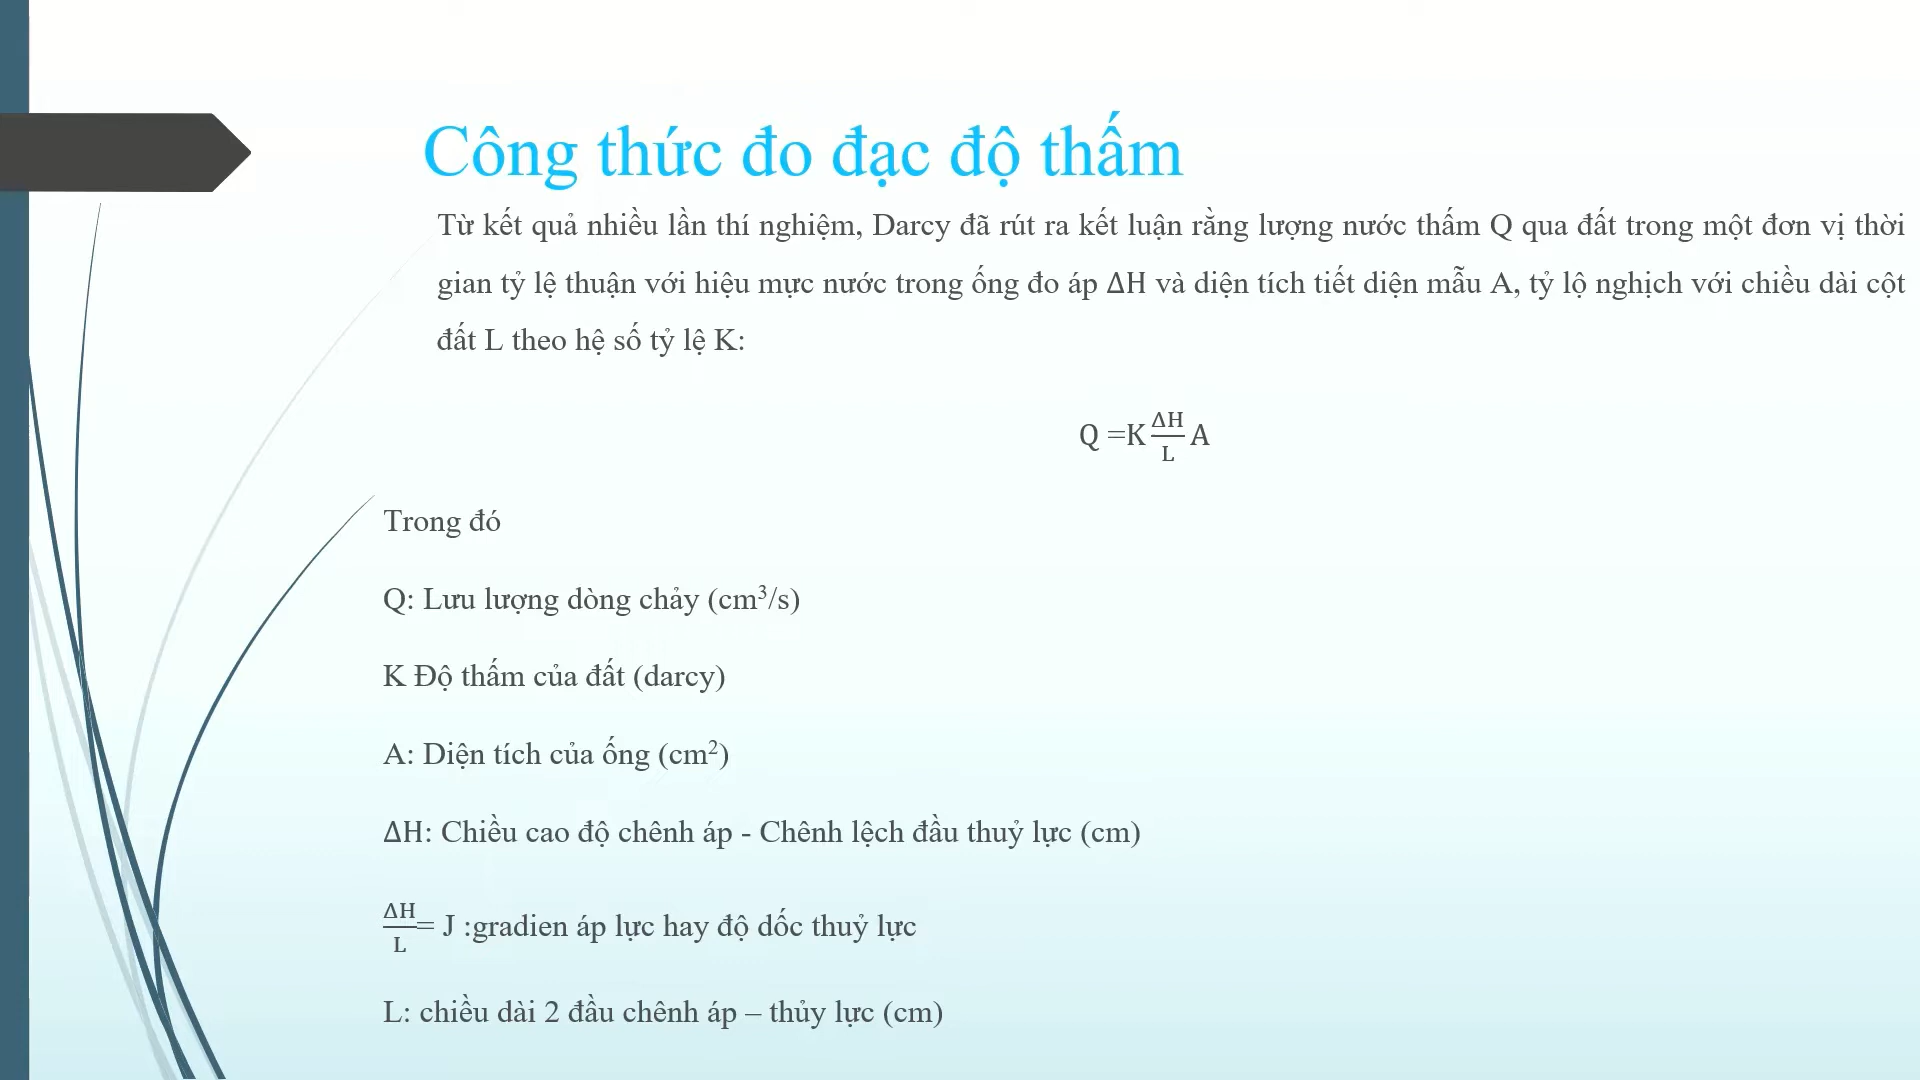 Công thức đo đạc độ thấm
Từ kết quả nhiều lần thí nghiệm, Darcy đã rút ra kết luận rằng lượng nước thấm Q qua đất trong một đơn vị thời
gian tỷ lệ thuận với hiệu mực nước trong ống đo áp ΔH và diện tích tiết diện mẫu A, tỷ lộ nghịch với chiều dài cột
đất L theo hệ số tỷ lệ K:
Q =K ΔH/L A
Trong đó
Q: Lưu lượng dòng chảy (cm³/s)
K Độ thấm của đất (darcy)
A: Diện tích của ống (cm²)
ΔH: Chiều cao độ chênh áp - Chênh lệch đầu thuỷ lực (cm)
ΔH/L= J :gradien áp lực hay độ dốc thuỷ lực
L: chiều dài 2 đầu chênh áp – thủy lực (cm)